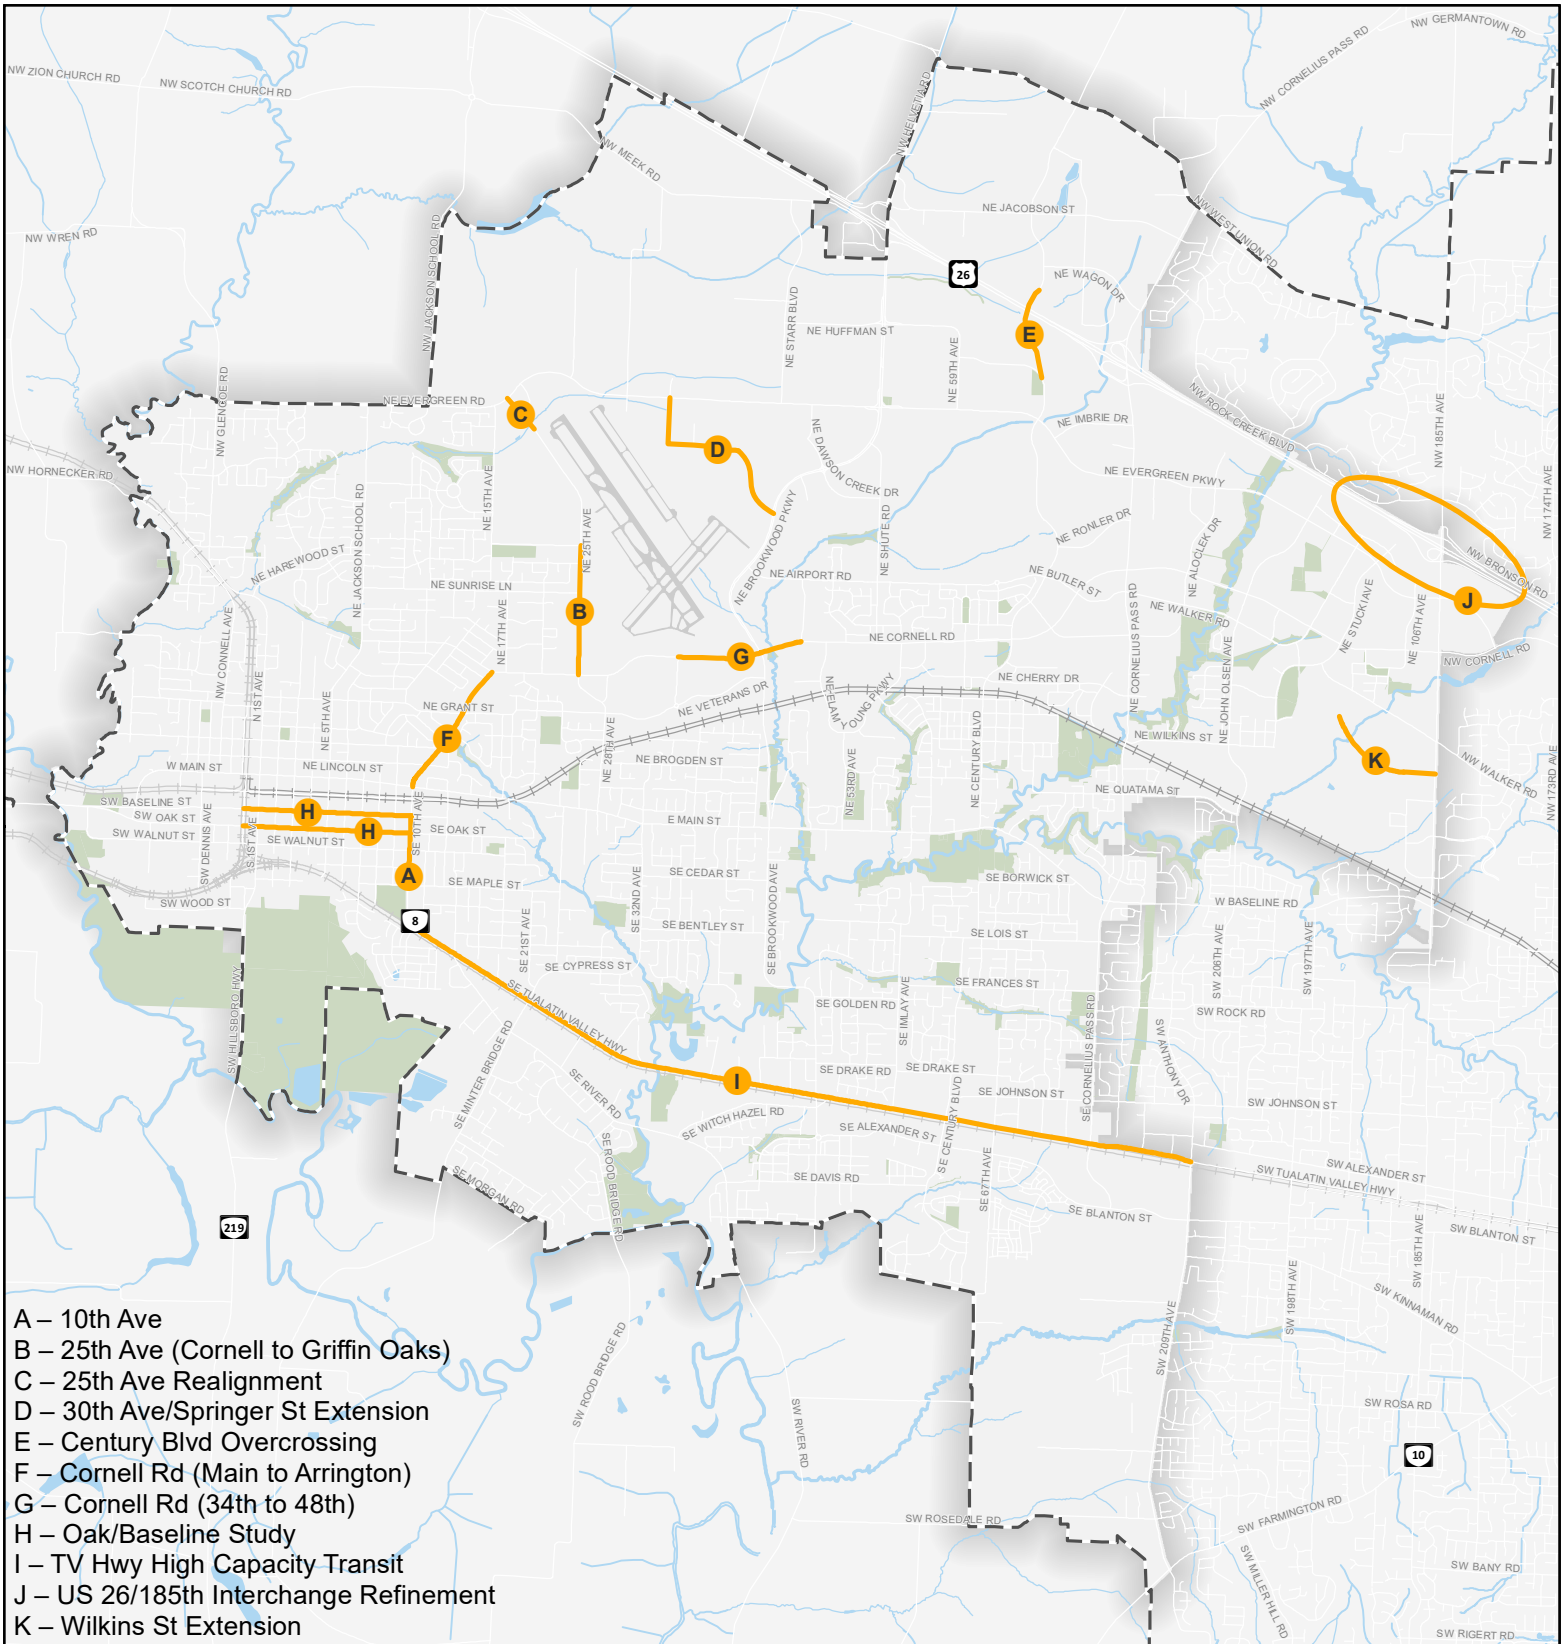 NW GERMANTOWN RD
NW CORNELIUS PASS RD
NW ZION CHURCH RD
NW SCOTCH CHURCH RD
NW HELVETIA RD
NW MEEK RD
NW WREN RD
NW JACKSON SCHOOL RD
NE JACOBSON ST
NW WEST UNION RD
26
NE WAGON DR
NE STARR BLVD
NE HUFFMAN ST
E
NE 59TH AVE
NW GLENCOE RD
NE EVERGREEN RD
C
NW ROCK CREEK BLVD
NW 185TH AVE
NE IMBRIE DR
D
NE DAWSON CREEK DR
NW HORNECKER RD
NE EVERGREEN PKWY
NW 174TH AVE
NE JACKSON SCHOOL RD
NE 15TH AVE
NE 25TH AVE
NE BROOKWOOD PKWY
NE SHUTE RD
NE RONLER DR
NE ALOCLEK DR
NE HAREWOOD ST
NE SUNRISE LN
NE AIRPORT RD
NE BUTLER ST
NW BRONSON RD
J
B
NE WALKER RD
NE STUCKI AVE
NE 106TH AVE
NW CONNELL AVE
NE 17TH AVE
NE CORNELL RD
G
NE CORNELIUS PASS RD
NW CORNELL RD
N 1ST AVE
NE CHERRY DR
NE JOHN OLSEN AVE
NE VETERANS DR
NE ELAM YOUNG PKWY
NE GRANT ST
NE 5TH AVE
F
NE 28TH AVE
NE CENTURY BLVD
NE WILKINS ST
K
W MAIN ST
NE LINCOLN ST
NE BROGDEN ST
NE 53RD AVE
NW WALKER RD
NW 173RD AVE
NE QUATAMA ST
SW BASELINE ST
SW OAK ST
H
SW WALNUT ST
SW DENNIS AVE
S 1ST AVE
H
SE WALNUT ST
SE 10TH AVE
SE OAK ST
E MAIN ST
A
SE MAPLE ST
SE CEDAR ST
SE BORWICK ST
SW WOOD ST
8
SE 21ST AVE
SE 32ND AVE
SE BENTLEY ST
SE BROOKWOOD AVE
SE LOIS ST
W BASELINE RD
SW 206TH AVE
SW 197TH AVE
SE CYPRESS ST
SW HILLSBORO HWY
SE TUALATIN VALLEY HWY
SE GOLDEN RD
SE IMLAY AVE
SE FRANCES ST
SW ROCK RD
SE CORNELIUS PASS RD
SW ANTHONY DR
SE MINTER BRIDGE RD
SE RIVER RD
I
SE DRAKE RD
SE DRAKE ST
SE JOHNSON ST
SW JOHNSON ST
SE WITCH HAZEL RD
SE ALEXANDER ST
SE CENTURY BLVD
SE ROOD BRIDGE RD
SE DAVIS RD
SE 67TH AVE
SW ALEXANDER ST
SW TUALATIN VALLEY HWY
SE MORGAN RD
219
SE BLANTON ST
SW BLANTON ST
SW 185TH AVE
SW 198TH AVE
SW KINNAMAN RD
SW 209TH AVE
SW ROOD BRIDGE RD
SW RIVER RD
SW ROSA RD
10
SW ROSEDALE RD
SW FARMINGTON RD
SW MILLER HILL RD
SW BANY RD
SW RIGERT RD
A – 10th Ave
B – 25th Ave (Cornell to Griffin Oaks)
C – 25th Ave Realignment
D – 30th Ave/Springer St Extension
E – Century Blvd Overcrossing
F – Cornell Rd (Main to Arrington)
G – Cornell Rd (34th to 48th)
H – Oak/Baseline Study
I – TV Hwy High Capacity Transit
J – US 26/185th Interchange Refinement
K – Wilkins St Extension